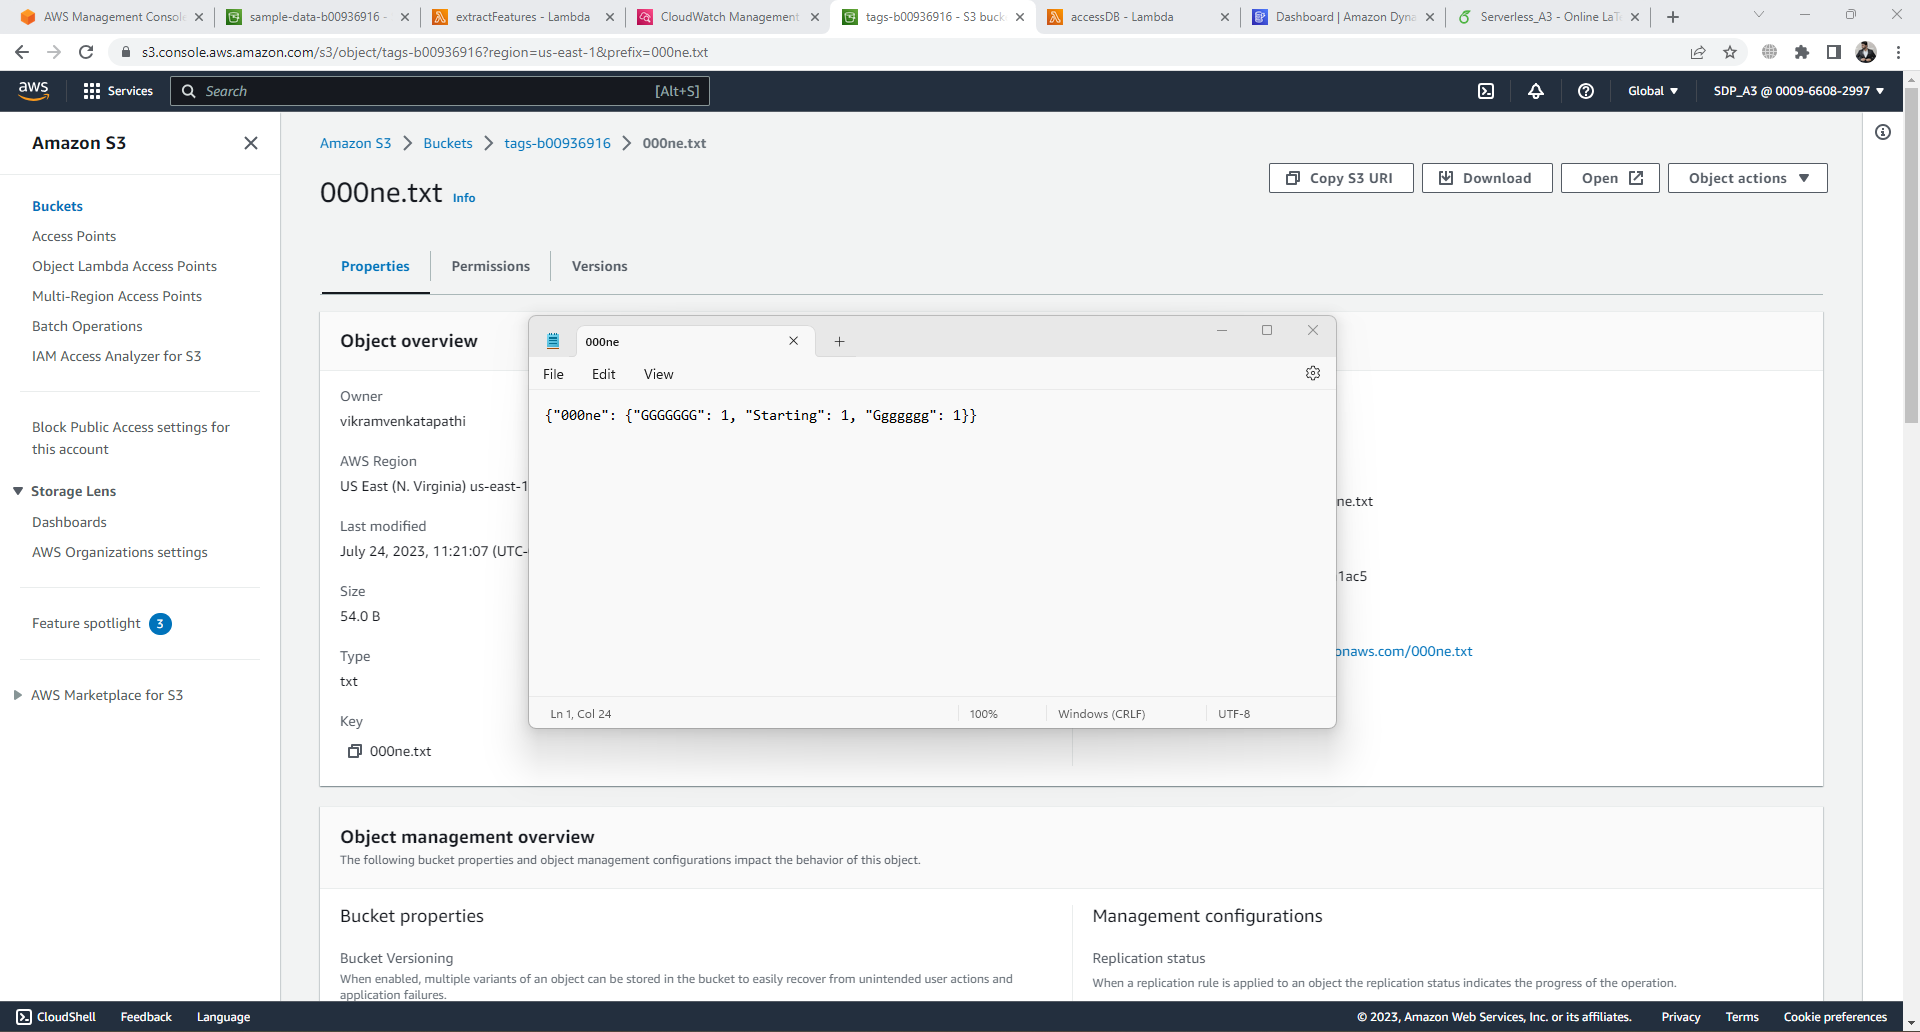 AWS Management Console
sample-data-b00936916 -
extractFeatures - Lambda
CloudWatch Management
tags-b00936916 - S3 buck
accessDB - Lambda
Dashboard | Amazon Dyna
Serverless_A3 - Online LaTe
s3.console.aws.amazon.com/s3/object/tags-b00936916?region=us-east-1&prefix=000ne.txt
aws
Services
Search
[Alt+S]
Global
SDP_A3 @ 0009-6608-2997
Amazon S3
Buckets
Access Points
Object Lambda Access Points
Multi-Region Access Points
Batch Operations
IAM Access Analyzer for S3
Block Public Access settings for
this account
Storage Lens
Dashboards
AWS Organizations settings
Feature spotlight 3
AWS Marketplace for S3
Amazon S3 > Buckets > tags-b00936916 > 000ne.txt
000ne.txt Info
Copy S3 URI
Download
Open
Object actions
Properties
Permissions
Versions
Object overview
Owner
vikramvenkatapathi
AWS Region
US East (N. Virginia) us-east-1
Last modified
July 24, 2023, 11:21:07 (UTC-
Size
54.0 B
Type
txt
Key
000ne.txt
ne.txt
1ac5
onaws.com/000ne.txt
000ne
File Edit View
{"000ne": {"GGGGGGG": 1, "Starting": 1, "Ggggggg": 1}}
Ln 1, Col 24
100%
Windows (CRLF)
UTF-8
Object management overview
The following bucket properties and object management configurations impact the behavior of this object.
Bucket properties
Bucket Versioning
When enabled, multiple variants of an object can be stored in the bucket to easily recover from unintended user actions and
application failures.
Management configurations
Replication status
When a replication rule is applied to an object the replication status indicates the progress of the operation.
CloudShell
Feedback
Language
© 2023, Amazon Web Services, Inc. or its affiliates.
Privacy
Terms
Cookie preferences